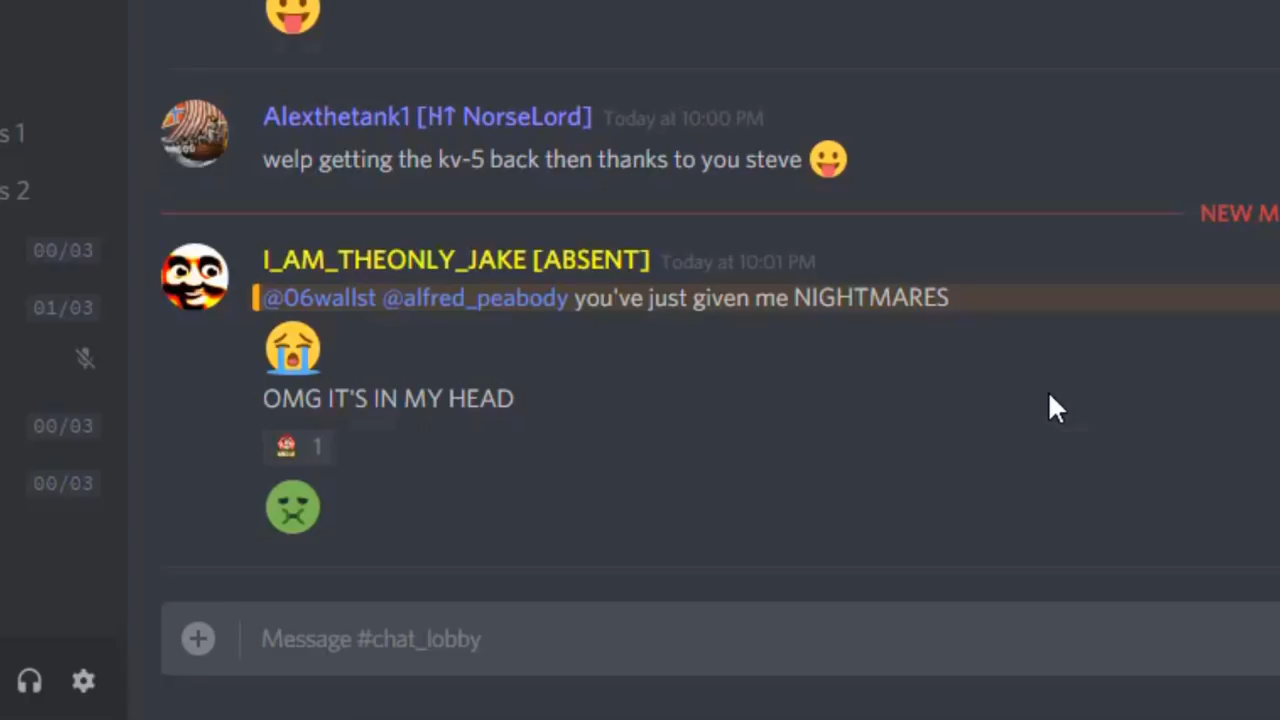 Alexthetank1 [H↑ NorseLord] Today at 10:00 PM
s 1
welp getting the kv-5 back then thanks to you steve 😛
s 2
NEW M
00/03
I_AM_THEONLY_JAKE [ABSENT] Today at 10:01 PM
@06wallst @alfred_peabody you've just given me NIGHTMARES
01/03
😭
OMG IT'S IN MY HEAD
00/03
1
00/03
Message #chat_lobby